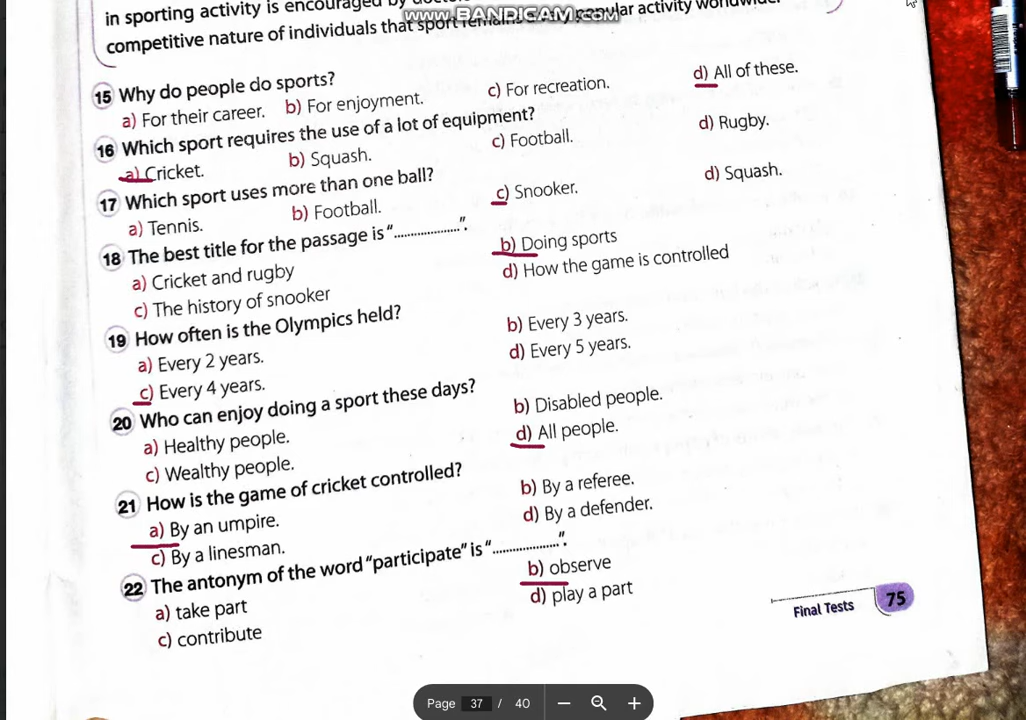 in sporting activity is encouraged by
www.BANDICAM.com
competitive nature of individuals that sport remains popular activity worldwide.
15 Why do people do sports?
a) For their career. b) For enjoyment. c) For recreation. d) All of these.
16 Which sport requires the use of a lot of equipment?
a) Cricket. b) Squash. c) Football. d) Rugby.
17 Which sport uses more than one ball?
a) Tennis. b) Football. c) Snooker. d) Squash.
18 The best title for the passage is "....................".
a) Cricket and rugby b) Doing sports
c) The history of snooker d) How the game is controlled
19 How often is the Olympics held?
a) Every 2 years. b) Every 3 years.
c) Every 4 years. d) Every 5 years.
20 Who can enjoy doing a sport these days?
a) Healthy people. b) Disabled people.
c) Wealthy people. d) All people.
21 How is the game of cricket controlled?
a) By an umpire. b) By a referee.
c) By a linesman. d) By a defender.
22 The antonym of the word "participate" is "....................".
a) take part b) observe
c) contribute d) play a part
Final Tests 75
Page 37 / 40